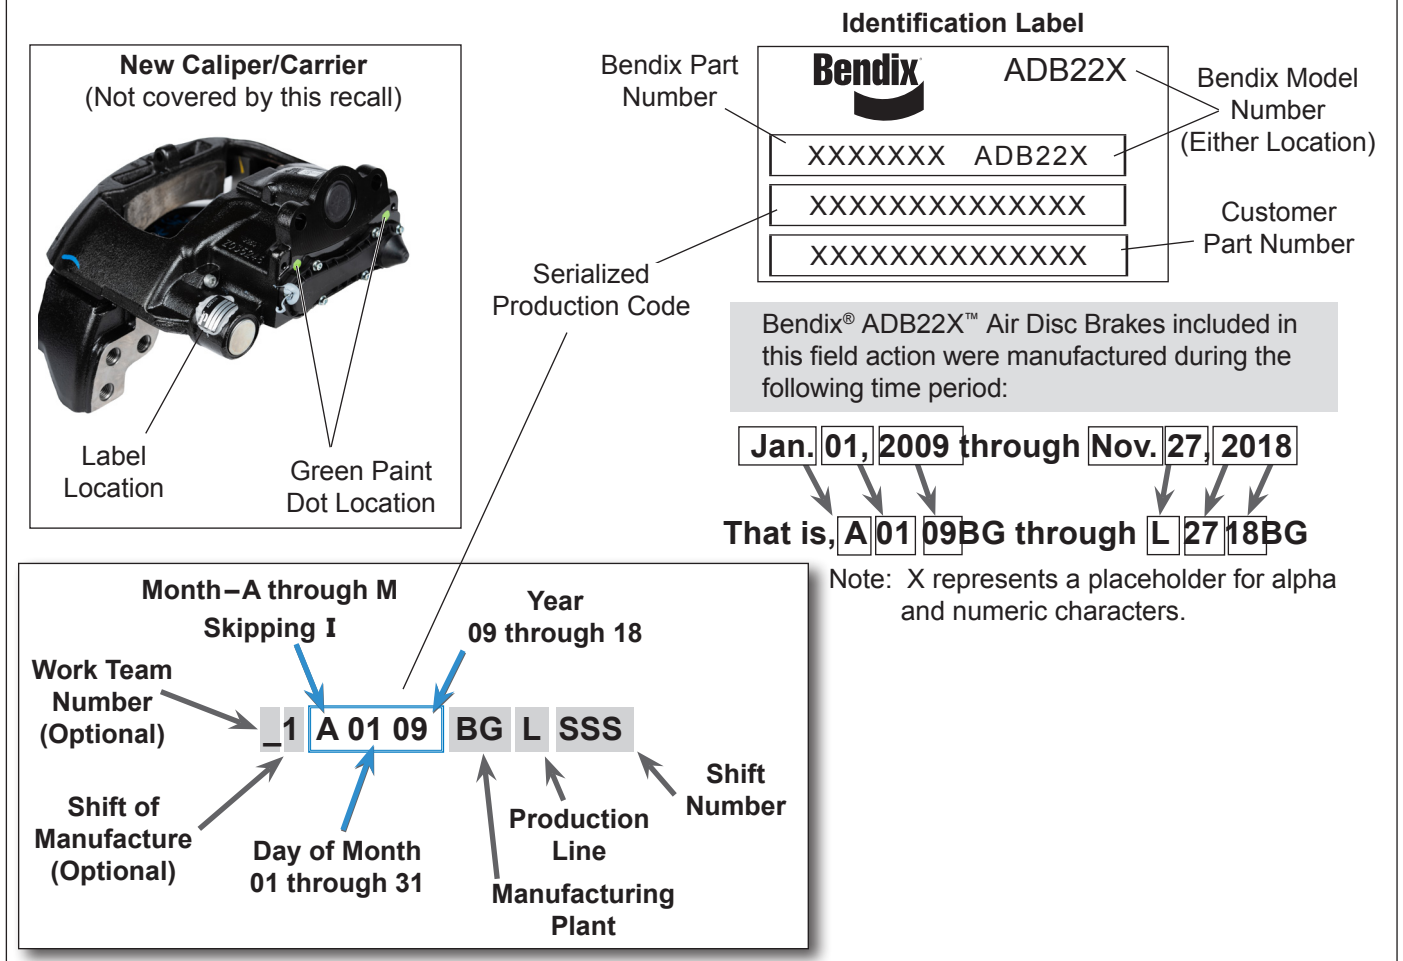 Identification Label
New Caliper/Carrier
(Not covered by this recall)
Label
Location
Green Paint
Dot Location
Bendix Part
Number
Bendix
ADB22X
Bendix Model
Number
(Either Location)
XXXXXXX ADB22X
XXXXXXXXXXXXXX
XXXXXXXXXXXXXX
Customer
Part Number
Serialized
Production Code
Bendix® ADB22X™ Air Disc Brakes included in
this field action were manufactured during the
following time period:
Jan. 01, 2009 through Nov. 27, 2018
That is, A 01 09BG through L 27 18BG
Note: X represents a placeholder for alpha
and numeric characters.
Month–A through M
Skipping I
Year
09 through 18
Work Team
Number
(Optional)
_1 A 01 09 BG L SSS
Shift of
Manufacture
(Optional)
Day of Month
01 through 31
Production
Line
Manufacturing
Plant
Shift
Number